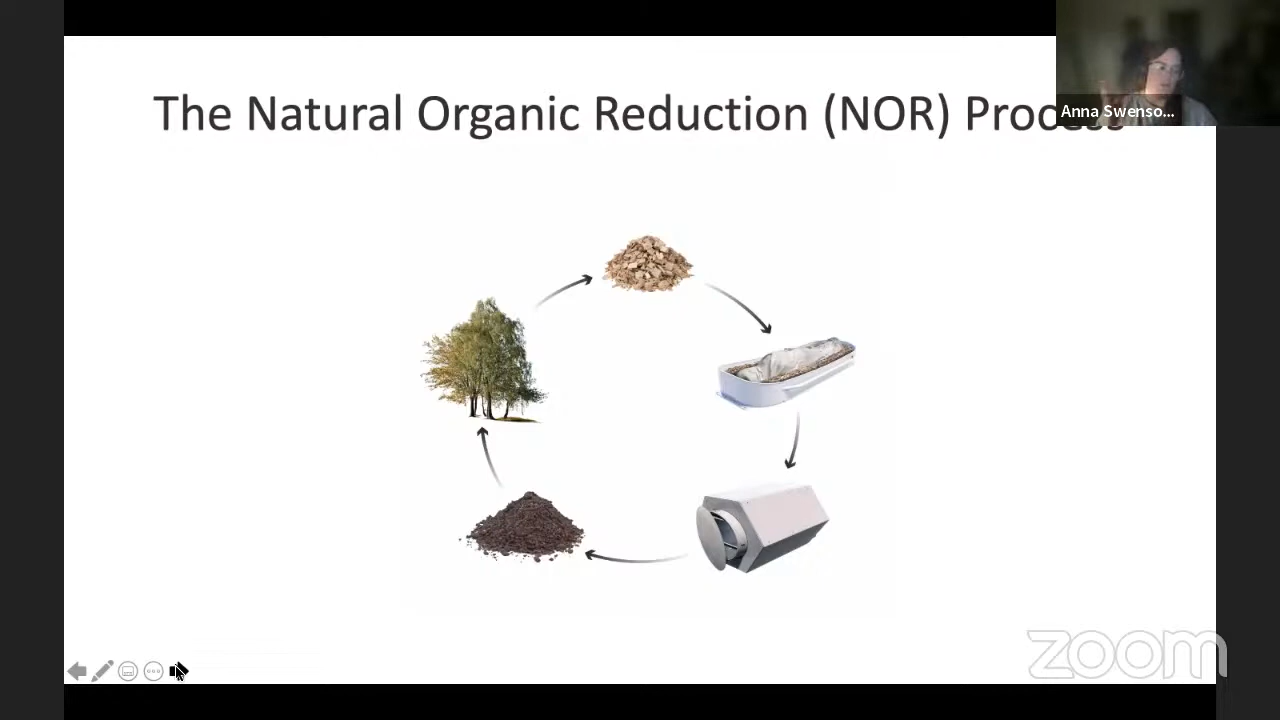 The Natural Organic Reduction (NOR) Process
Anna Swenso...
zoom